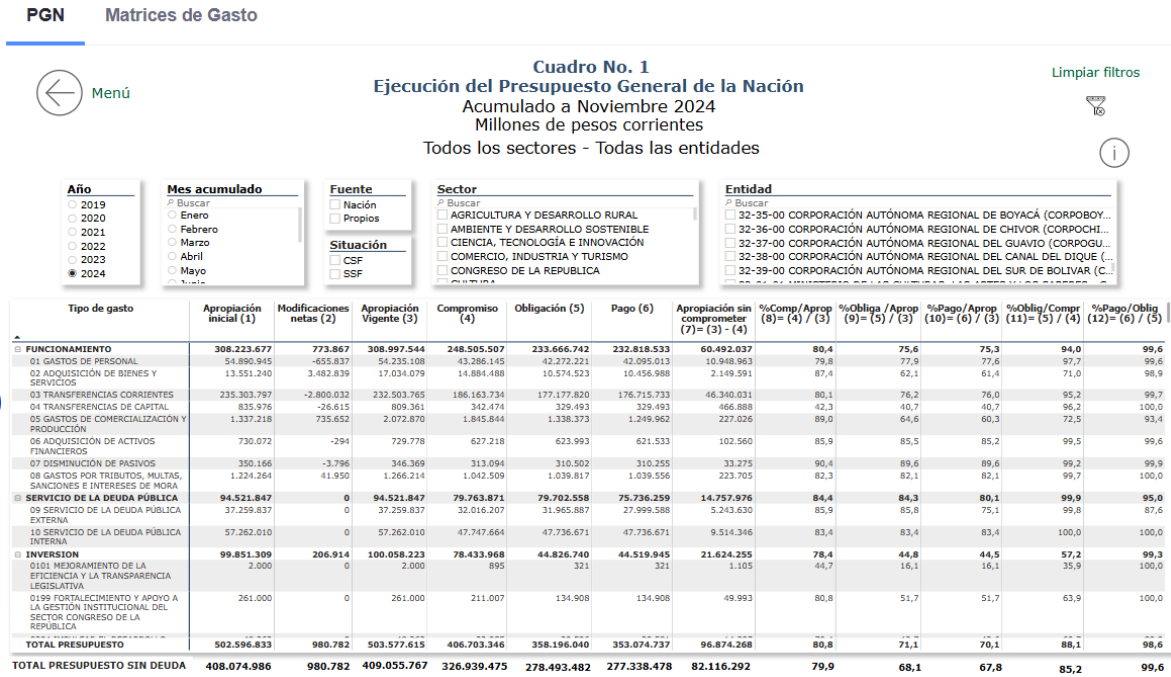 PGN Matrices de Gasto
Cuadro No. 1
Ejecución del Presupuesto General de la Nación
Acumulado a Noviembre 2024
Millones de pesos corrientes
Todos los sectores - Todas las entidades
Menú
Limpiar filtros
Año
2019
2020
2021
2022
2023
2024
Mes acumulado
Buscar
Enero
Febrero
Marzo
Abril
Mayo
Junio
Fuente
Nación
Propios
Situación
CSF
SSF
Sector
Buscar
AGRICULTURA Y DESARROLLO RURAL
AMBIENTE Y DESARROLLO SOSTENIBLE
CIENCIA, TECNOLOGÍA E INNOVACIÓN
COMERCIO, INDUSTRIA Y TURISMO
CONGRESO DE LA REPUBLICA
CULTURA
Entidad
Buscar
32-35-00 CORPORACIÓN AUTÓNOMA REGIONAL DE BOYACÁ (CORPOBOY...
32-36-00 CORPORACIÓN AUTÓNOMA REGIONAL DE CHIVOR (CORPOCHI...
32-37-00 CORPORACIÓN AUTÓNOMA REGIONAL DEL GUAVIO (CORPOGU...
32-38-00 CORPORACIÓN AUTÓNOMA REGIONAL DEL CANAL DEL DIQUE (...
32-39-00 CORPORACIÓN AUTÓNOMA REGIONAL DEL SUR DE BOLIVAR (C...
Tipo de gasto Apropiación Modificaciones Apropiación Compromiso Obligación (5) Pago (6) Apropiación sin %Comp/Aprop %Obliga /Aprop %Pago/Aprop %Oblig/Compr %Pago/Oblig
inicial (1) netas (2) Vigente (3) (4) comprometer (8)= (4) / (3) (9)= (5) / (3) (10)= (6) / (3) (11)= (5) / (4) (12)= (6) / (5)
(7)= (3) - (4)
FUNCIONAMIENTO 308.223.677 773.867 308.997.544 248.505.507 233.666.742 232.818.533 60.492.037 80,4 75,6 75,3 94,0 99,6
01 GASTOS DE PERSONAL 54.890.945 -655.837 54.235.108 43.286.145 42.272.221 42.095.013 10.948.963 79,8 77,9 77,6 97,7 99,6
02 ADQUISICIÓN DE BIENES Y 13.551.240 3.482.839 17.034.079 14.884.488 10.574.523 10.456.988 2.149.591 87,4 62,1 61,4 71,0 98,9
SERVICIOS
03 TRANSFERENCIAS CORRIENTES 235.303.797 -2.800.032 232.503.765 186.163.734 177.177.820 176.715.733 46.340.031 80,1 76,2 76,0 95,2 99,7
04 TRANSFERENCIAS DE CAPITAL 835.976 -26.615 809.361 342.474 329.493 329.493 466.888 42,3 40,7 40,7 96,2 100,0
05 GASTOS DE COMERCIALIZACIÓN Y 1.337.218 735.652 2.072.870 1.845.844 1.338.373 1.249.962 227.026 89,0 64,6 60,3 72,5 93,4
PRODUCCIÓN
06 ADQUISICIÓN DE ACTIVOS 730.072 -294 729.778 627.218 623.993 621.533 102.560 85,9 85,5 85,2 99,5 99,6
FINANCIEROS
07 DISMINUCIÓN DE PASIVOS 350.166 -3.796 346.369 313.094 310.502 310.255 33.275 90,4 89,6 89,6 99,2 99,9
08 GASTOS POR TRIBUTOS, MULTAS, 1.224.264 41.950 1.266.214 1.042.509 1.039.817 1.039.556 223.705 82,3 82,1 82,1 99,7 100,0
SANCIONES E INTERESES DE MORA
SERVICIO DE LA DEUDA PÚBLICA 94.521.847 0 94.521.847 79.763.871 79.702.558 75.736.259 14.757.976 84,4 84,3 80,1 99,9 95,0
09 SERVICIO DE LA DEUDA PÚBLICA 37.259.837 0 37.259.837 32.016.207 31.965.887 27.999.588 5.243.630 85,9 85,8 75,1 99,8 87,6
EXTERNA
10 SERVICIO DE LA DEUDA PÚBLICA 57.262.010 0 57.262.010 47.747.664 47.736.671 47.736.671 9.514.346 83,4 83,4 83,4 100,0 100,0
INTERNA
INVERSION 99.851.309 206.914 100.058.223 78.433.968 44.826.740 44.519.945 21.624.255 78,4 44,8 44,5 57,2 99,3
0101 MEJORAMIENTO DE LA 2.000 0 2.000 895 321 321 1.105 44,7 16,1 16,1 35,9 100,0
EFICIENCIA Y LA TRANSPARENCIA
LEGISLATIVA
0199 FORTALECIMIENTO Y APOYO A 261.000 0 261.000 211.007 134.908 134.908 49.993 80,8 51,7 51,7 63,9 100,0
LA GESTIÓN INSTITUCIONAL DEL
SECTOR CONGRESO DE LA
REPÚBLICA
TOTAL PRESUPUESTO 502.596.833 980.782 503.577.615 406.703.346 358.196.040 353.074.737 96.874.268 80,8 71,1 70,1 88,1 98,6
TOTAL PRESUPUESTO SIN DEUDA 408.074.986 980.782 409.055.767 326.939.475 278.493.482 277.338.478 82.116.292 79,9 68,1 67,8 85,2 99,6